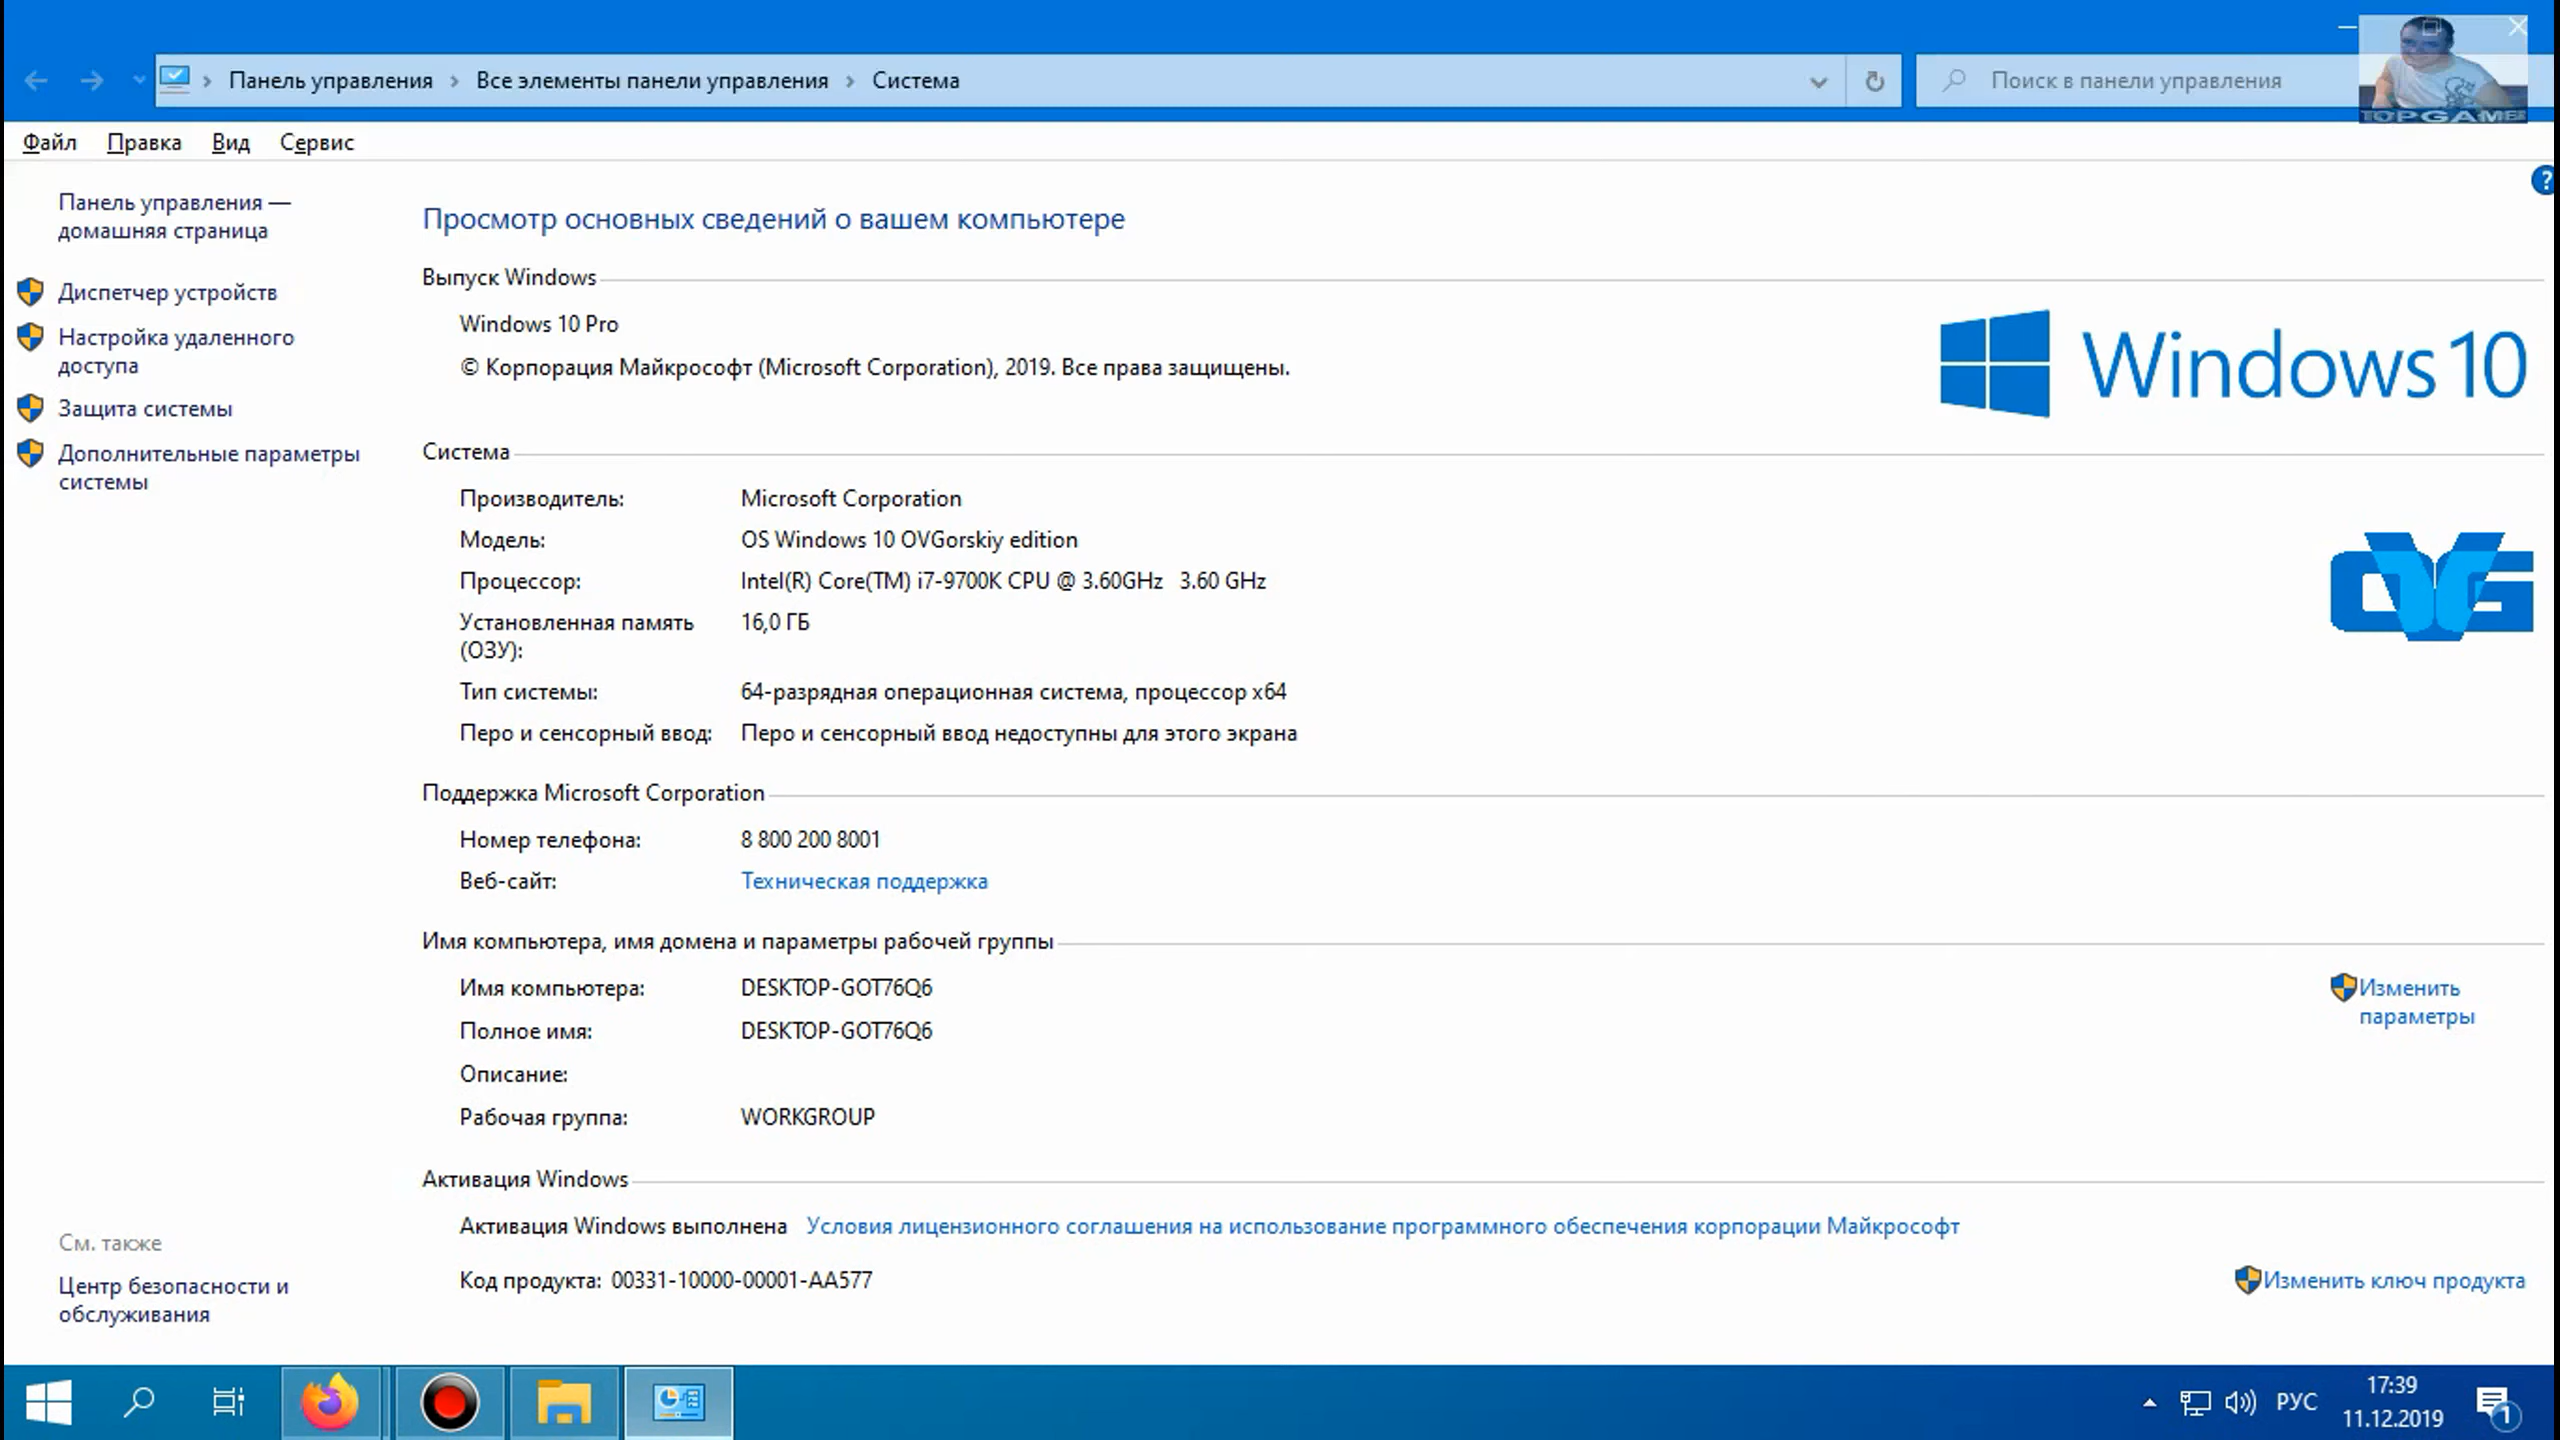 Панель управления
Все элементы панели управления
Система
Поиск в панели управления
TOPGAMER
Файл
Правка
Вид
Сервис
Панель управления —
домашняя страница
Диспетчер устройств
Настройка удаленного
доступа
Защита системы
Дополнительные параметры
системы
Просмотр основных сведений о вашем компьютере
Выпуск Windows
Windows 10 Pro
© Корпорация Майкрософт (Microsoft Corporation), 2019. Все права защищены.
Windows 10
Система
Производитель: Microsoft Corporation
Модель: OS Windows 10 OVGorskiy edition
Процессор: Intel(R) Core(TM) i7-9700K CPU @ 3.60GHz 3.60 GHz
Установленная память
(ОЗУ): 16,0 ГБ
Тип системы: 64-разрядная операционная система, процессор x64
Перо и сенсорный ввод: Перо и сенсорный ввод недоступны для этого экрана
OVG
Поддержка Microsoft Corporation
Номер телефона: 8 800 200 8001
Веб-сайт: Техническая поддержка
Имя компьютера, имя домена и параметры рабочей группы
Имя компьютера: DESKTOP-GOT76Q6
Полное имя: DESKTOP-GOT76Q6
Описание:
Рабочая группа: WORKGROUP
Изменить
параметры
Активация Windows
Активация Windows выполнена Условия лицензионного соглашения на использование программного обеспечения корпорации Майкрософт
Код продукта: 00331-10000-00001-AA577
Изменить ключ продукта
См. также
Центр безопасности и
обслуживания
РУС
17:39
11.12.2019
1